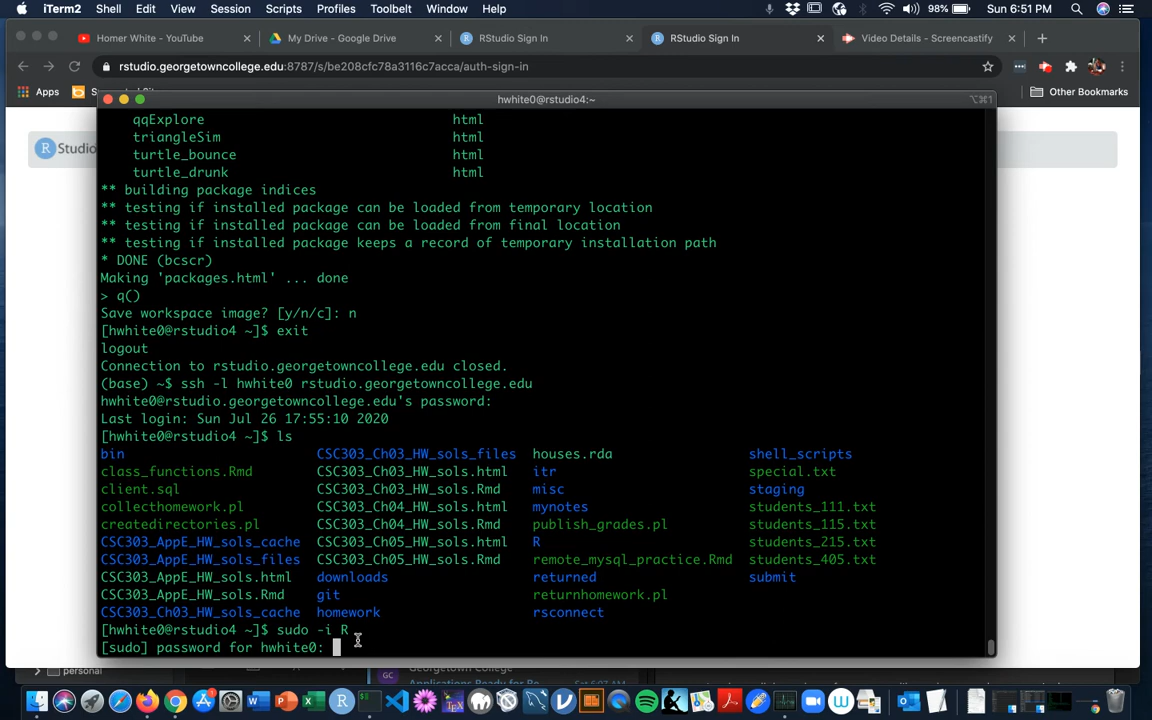 iTerm2 Shell Edit View Session Scripts Profiles Toolbelt Window Help 98% Sun 6:51 PM
Homer White - YouTube My Drive - Google Drive RStudio Sign In RStudio Sign In Video Details - Screencastify
rstudio.georgetowncollege.edu:8787/s/be208cfc78a3116c7acca/auth-sign-in
Apps Other Bookmarks
hwhite0@rstudio4:~ ⌥⌘1
R Studio
qqExplore html
triangleSim html
turtle_bounce html
turtle_drunk html
** building package indices
** testing if installed package can be loaded from temporary location
** testing if installed package can be loaded from final location
** testing if installed package keeps a record of temporary installation path
* DONE (bcscr)
Making 'packages.html' ... done
> q()
Save workspace image? [y/n/c]: n
[hwhite0@rstudio4 ~]$ exit
logout
Connection to rstudio.georgetowncollege.edu closed.
(base) ~$ ssh -l hwhite0 rstudio.georgetowncollege.edu
hwhite0@rstudio.georgetowncollege.edu's password:
Last login: Sun Jul 26 17:55:10 2020
[hwhite0@rstudio4 ~]$ ls
bin CSC303_Ch03_HW_sols_files houses.rda shell_scripts
class_functions.Rmd CSC303_Ch03_HW_sols.html itr special.txt
client.sql CSC303_Ch03_HW_sols.Rmd misc staging
collecthomework.pl CSC303_Ch04_HW_sols.html mynotes students_111.txt
createdirectories.pl CSC303_Ch04_HW_sols.Rmd publish_grades.pl students_115.txt
CSC303_AppE_HW_sols_cache CSC303_Ch05_HW_sols.html R students_215.txt
CSC303_AppE_HW_sols_files CSC303_Ch05_HW_sols.Rmd remote_mysql_practice.Rmd students_405.txt
CSC303_AppE_HW_sols.html downloads returned submit
CSC303_AppE_HW_sols.Rmd git returnhomework.pl
CSC303_Ch03_HW_sols_cache homework rsconnect
[hwhite0@rstudio4 ~]$ sudo -i R
[sudo] password for hwhite0:
personal